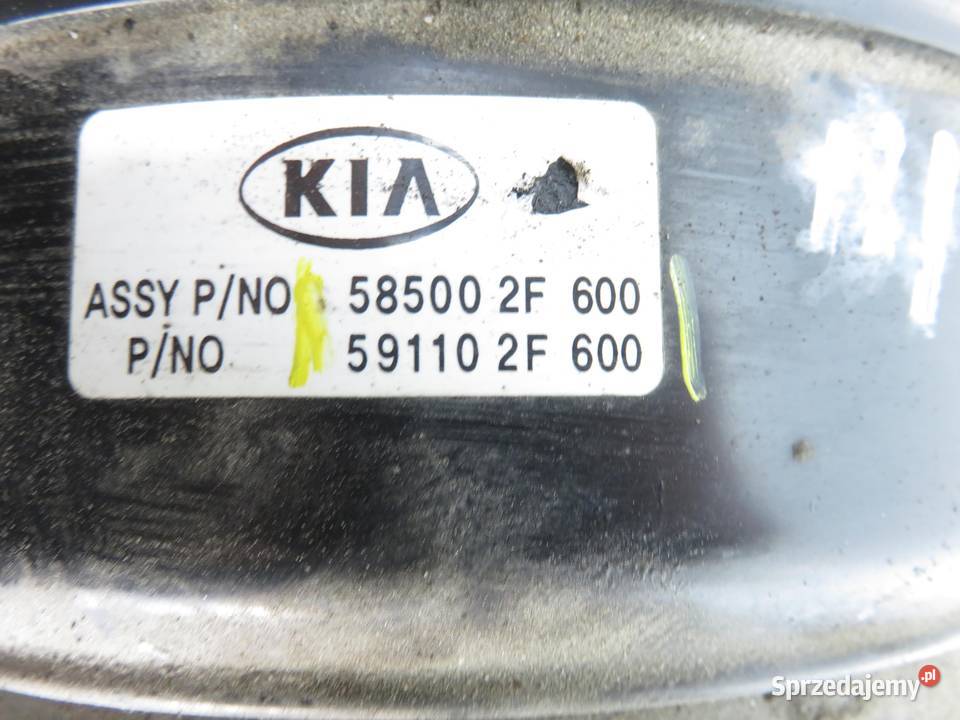 KIA
ASSY P/NO 58500 2F 600
P/NO 59110 2F 600
Sprzedajemy.pl